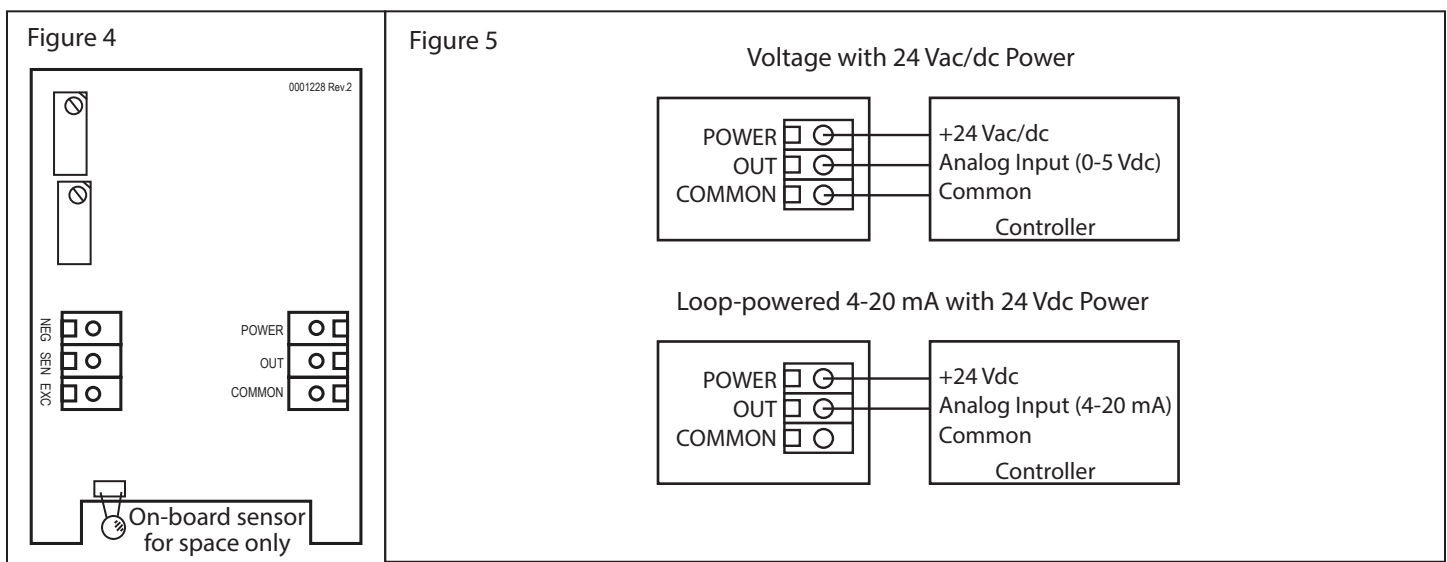 Figure 4
0001228 Rev.2
NEG
SEN
EXC
POWER
OUT
COMMON
On-board sensor
for space only
Figure 5
Voltage with 24 Vac/dc Power
POWER
OUT
COMMON
+24 Vac/dc
Analog Input (0-5 Vdc)
Common
Controller
Loop-powered 4-20 mA with 24 Vdc Power
POWER
OUT
COMMON
+24 Vdc
Analog Input (4-20 mA)
Common
Controller